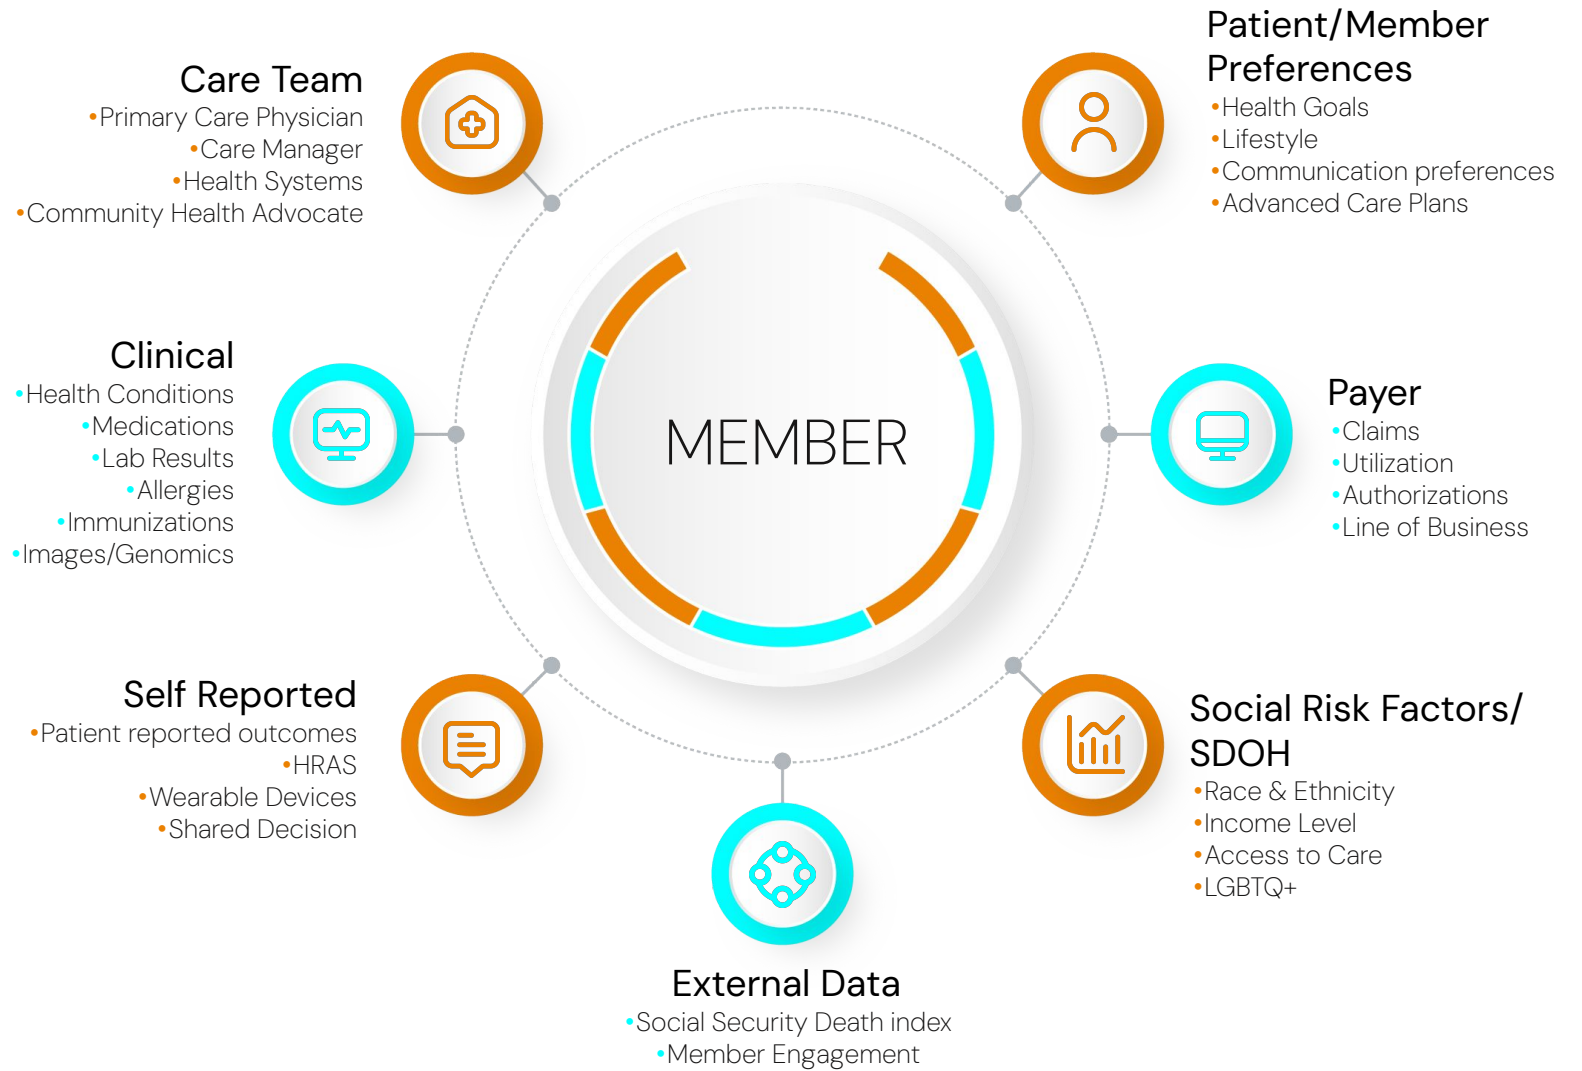 Care Team
•Primary Care Physician
•Care Manager
•Health Systems
•Community Health Advocate
Patient/Member
Preferences
•Health Goals
•Lifestyle
•Communication preferences
•Advanced Care Plans
Clinical
•Health Conditions
•Medications
•Lab Results
•Allergies
•Immunizations
•Images/Genomics
MEMBER
Payer
•Claims
•Utilization
•Authorizations
•Line of Business
Self Reported
•Patient reported outcomes
•HRAS
•Wearable Devices
•Shared Decision
Social Risk Factors/
SDOH
•Race & Ethnicity
•Income Level
•Access to Care
•LGBTQ+
External Data
•Social Security Death index
•Member Engagement